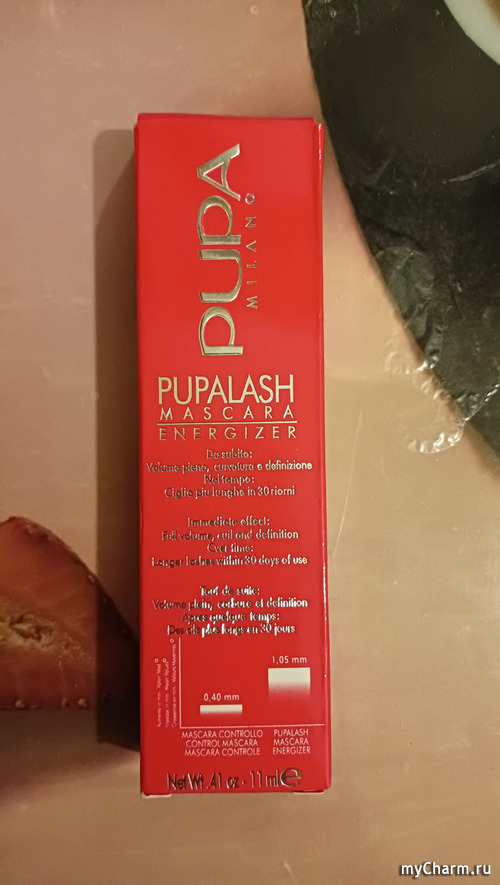 PUPA
MILANO
PUPALASH
MASCARA
ENERGIZER
Da subito:
Volume pieno, curvatura e definizione
Nel tempo:
Ciglia più lunghe in 30 giorni
Immediate effect:
Full volume, curl and definition
Over time:
Longer lashes within 30 days of use
Tout de suite:
Volume plein, corbure et definition
Après quelque temps:
Des cils plus longs en 30 jours
1,05 mm
0,40 mm
MASCARA CONTROLLO
CONTROL MASCARA
MASCARA CONTROLE
PUPALASH
MASCARA
ENERGIZER
Net Wt. .41 oz - 11 ml e
myCharm.ru